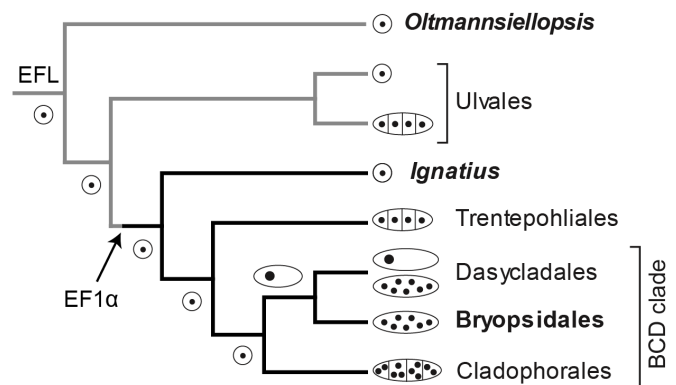 Oltmannsiellopsis
EFL
Ulvales
Ignatius
Trentepohliales
EF1α
Dasycladales
Bryopsidales
Cladophorales
BCD clade